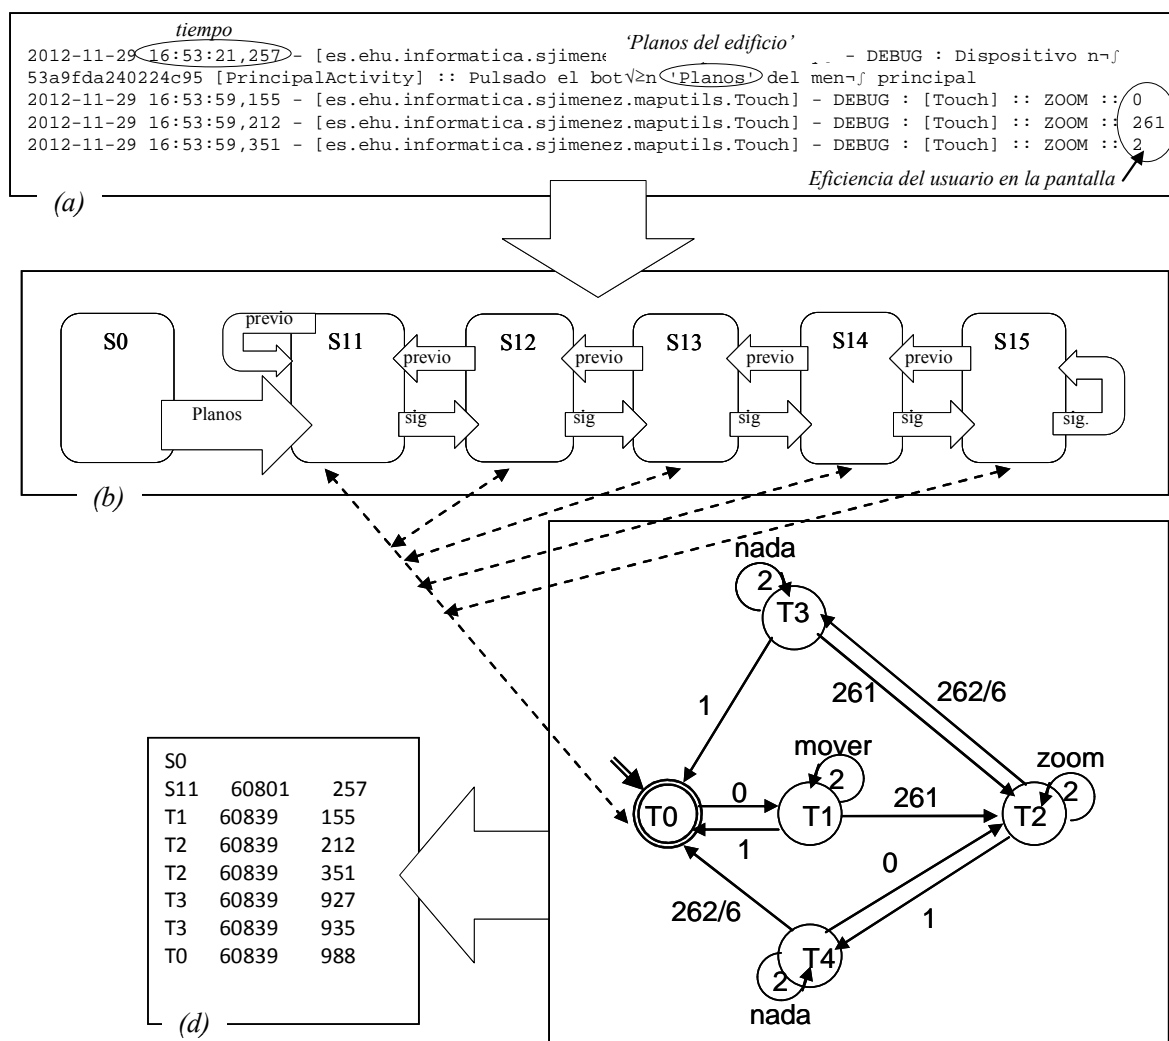 tiempo
'Planos del edificio'
2012-11-29 16:53:21,257 - [es.ehu.informatica.sjimene - DEBUG : Dispositivo n¬∫
53a9fda240224c95 [PrincipalActivity] :: Pulsado el bot√≥n 'Planos' del men¬∫ principal
2012-11-29 16:53:59,155 - [es.ehu.informatica.sjimenez.maputils.Touch] - DEBUG : [Touch] :: ZOOM :: 0
2012-11-29 16:53:59,212 - [es.ehu.informatica.sjimenez.maputils.Touch] - DEBUG : [Touch] :: ZOOM :: 261
2012-11-29 16:53:59,351 - [es.ehu.informatica.sjimenez.maputils.Touch] - DEBUG : [Touch] :: ZOOM :: 2
Eficiencia del usuario en la pantalla
(a)
S0
previo
S11
previo
S12
previo
S13
previo
S14
previo
S15
Planos
sig
sig
sig
sig
sig.
(b)
nada
2
T3
1
261
262/6
mover
2
zoom
2
T0
0
T1
261
T2
1
262/6
0
1
T4
2
nada
S0
S11 60801 257
T1 60839 155
T2 60839 212
T2 60839 351
T3 60839 927
T3 60839 935
T0 60839 988
(d)